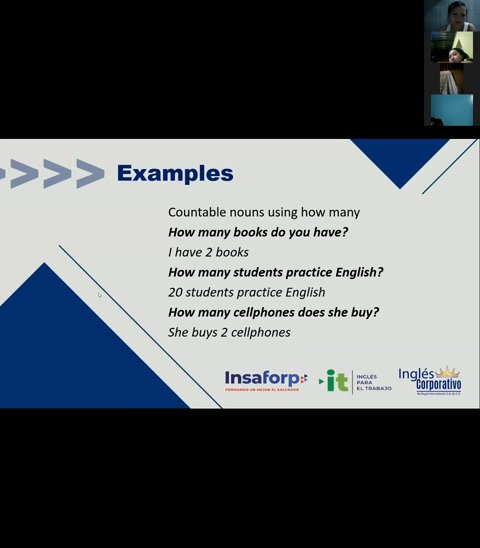 Examples
Countable nouns using how many
How many books do you have?
I have 2 books
How many students practice English?
20 students practice English
How many cellphones does she buy?
She buys 2 cellphones
Insaforp
FORMANDO UN MEJOR EL SALVADOR
it
INGLÉS
PARA
EL TRABAJO
Inglés
Corporativo